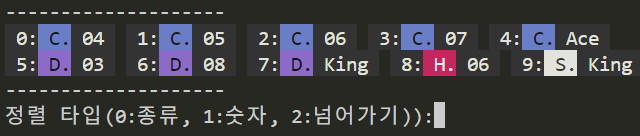 --------------------
0: C. 04 1: C. 05 2: C. 06 3: C. 07 4: C. Ace
5: D. 03 6: D. 08 7: D. King 8: H. 06 9: S. King
--------------------
정렬 타입(0:종류, 1:숫자, 2:넘어가기)):